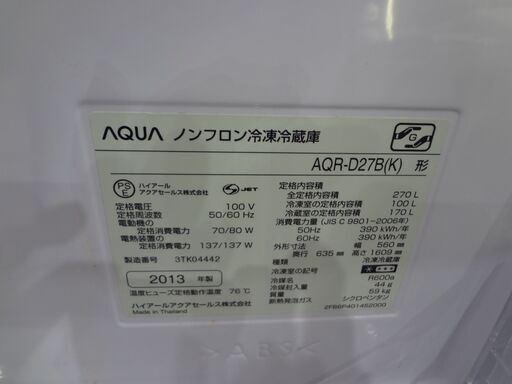 AQUA ノンフロン冷凍冷蔵庫
G
AQR-D27B(K) 形
PS E
ハイアール
アクアセールス株式会社
JET
定格電圧 100 V
定格周波数 50/60 Hz
電動機の
定格消費電力 70/80 W
電熱装置の
定格消費電力 137/137 W
製造番号 3TK04442
2013 年製
温度ヒューズ定格動作温度 76℃
ハイアールアクアセールス株式会社
Made in Thailand
定格内容積
全定格内容積 270 L
冷凍室の定格内容積 100 L
冷蔵室の定格内容積 170 L
消費電力量(JIS C 9801-2006年)
50Hz 390 kWh/年
60Hz 390 kWh/年
外形寸法 幅 560 mm
奥行 635 mm 高さ 1609 mm
種類 冷凍冷蔵庫
冷凍室の記号
冷媒名 R600a
冷媒封入量 44 g
質量 59 kg
断熱発泡ガス シクロペンタン
2FB6P401452000
>ABS<